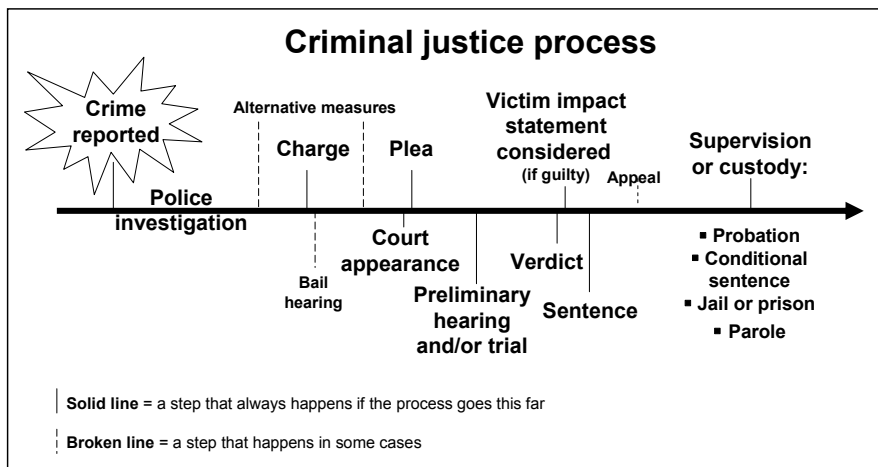 Criminal justice process
Crime
reported
Police
investigation
Alternative measures
Charge
Bail
hearing
Plea
Court
appearance
Preliminary
hearing
and/or trial
Victim impact
statement
considered
(if guilty)
Verdict
Sentence
Appeal
Supervision
or custody:
▪ Probation
▪ Conditional
sentence
▪ Jail or prison
▪ Parole
Solid line = a step that always happens if the process goes this far
Broken line = a step that happens in some cases